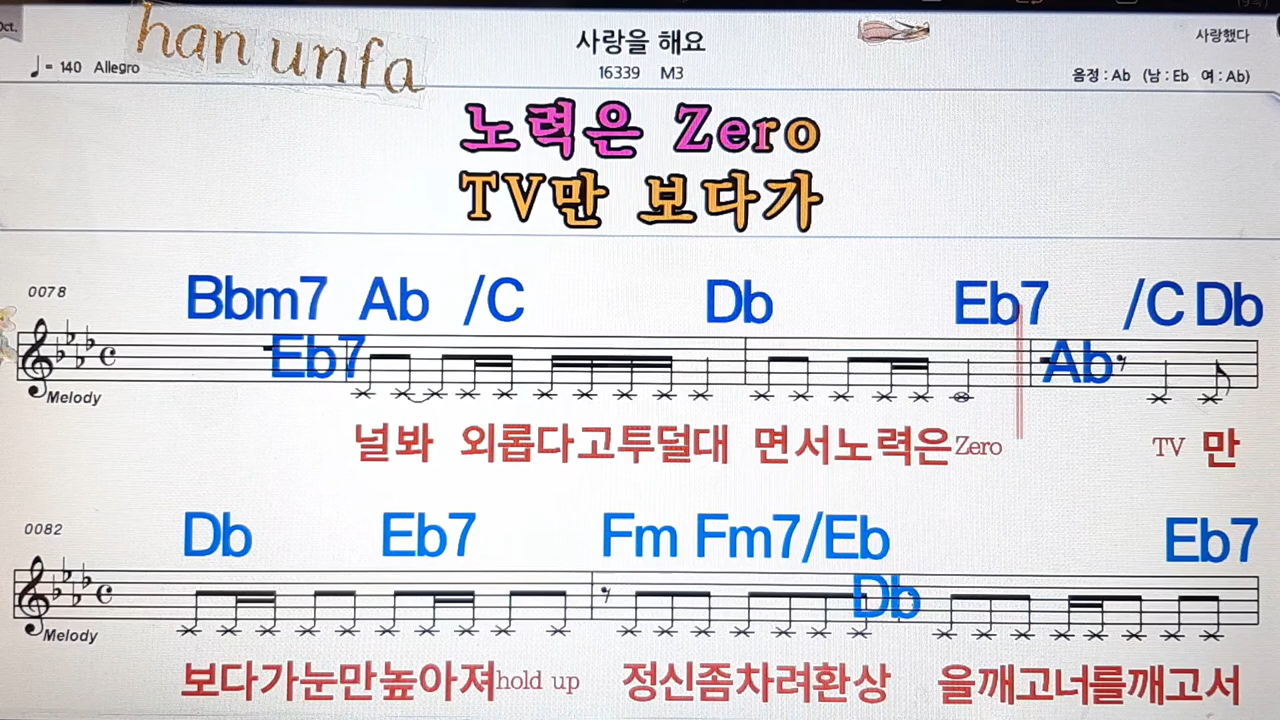 Oct.
han unfa
사랑을 해요
사랑했다
♩= 140 Allegro
16339 M3
음정 : Ab (남 : Eb 여 : Ab)
노력은 Zero
TV만 보다가
0078
Bbm7 Ab /C Db Eb7 /C Db
Eb7 Ab
Melody
널봐 외롭다고투덜대 면서노력은Zero TV 만
0082
Db Eb7 Fm Fm7/Eb Eb7
Db
Melody
보다가눈만높아져hold up 정신좀차려환상 을깨고너를깨고서